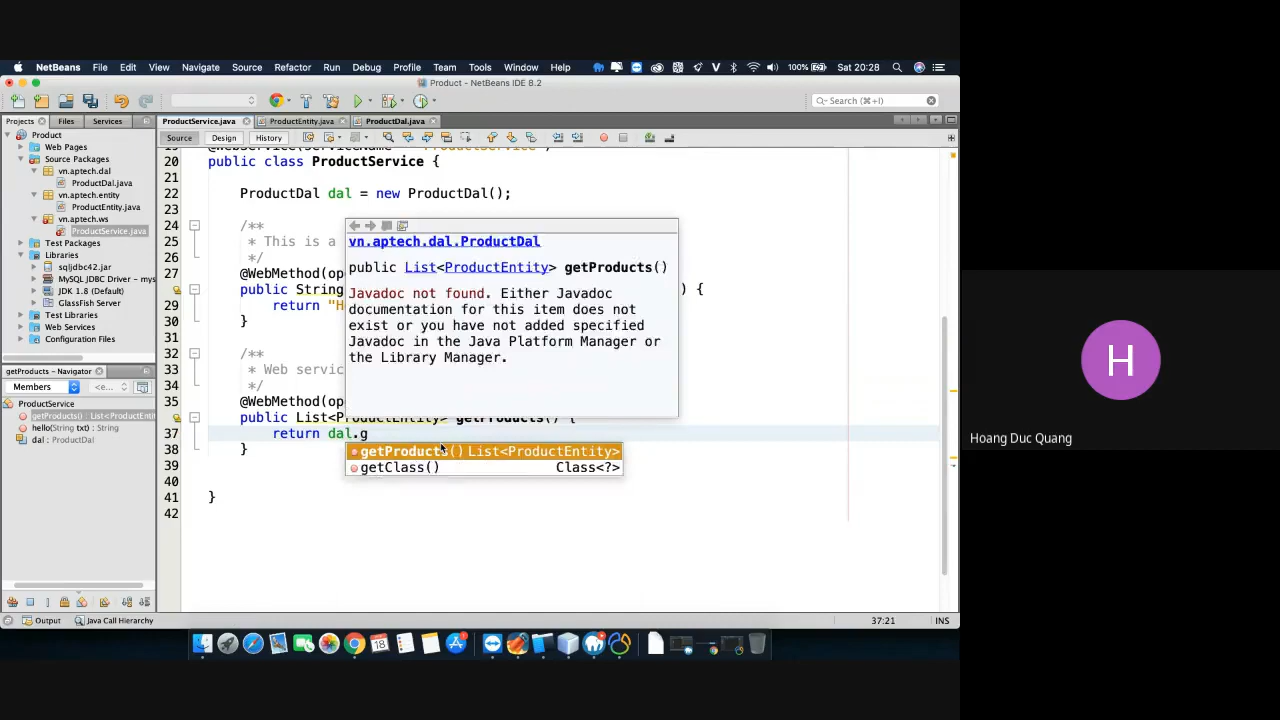 NetBeans File Edit View Navigate Source Refactor Run Debug Profile Team Tools Window Help 100% Sat 20:28
Product - NetBeans IDE 8.2
Search (⌘+I)
Projects Files Services
ProductService.java ProductEntity.java ProductDal.java
Source Design History
Product
Web Pages
Source Packages
vn.aptech.dal
ProductDal.java
vn.aptech.entity
ProductEntity.java
vn.aptech.ws
ProductService.java
Test Packages
Libraries
sqljdbc42.jar
MySQL JDBC Driver - mys
JDK 1.8 (Default)
GlassFish Server
Test Libraries
Web Services
Configuration Files
getProducts - Navigator
Members <e...
ProductService
getProducts() : List<ProductEntit
hello(String txt) : String
dal : ProductDal
20 public class ProductService {
21
22 ProductDal dal = new ProductDal();
23
24 /**
25 * This is a
26 */
27 @WebMethod(op
28 public String ) {
29 return "H
30 }
31
32 /**
33 * Web servic
34 */
35 @WebMethod(op
36 public List<ProductEntity> getProducts() {
37 return dal.g
38 }
39
40
41 }
42
vn.aptech.dal.ProductDal
public List<ProductEntity> getProducts()
Javadoc not found. Either Javadoc
documentation for this item does not
exist or you have not added specified
Javadoc in the Java Platform Manager or
the Library Manager.
getProducts() List<ProductEntity>
getClass() Class<?>
Output Java Call Hierarchy
37:21 INS
H
Hoang Duc Quang